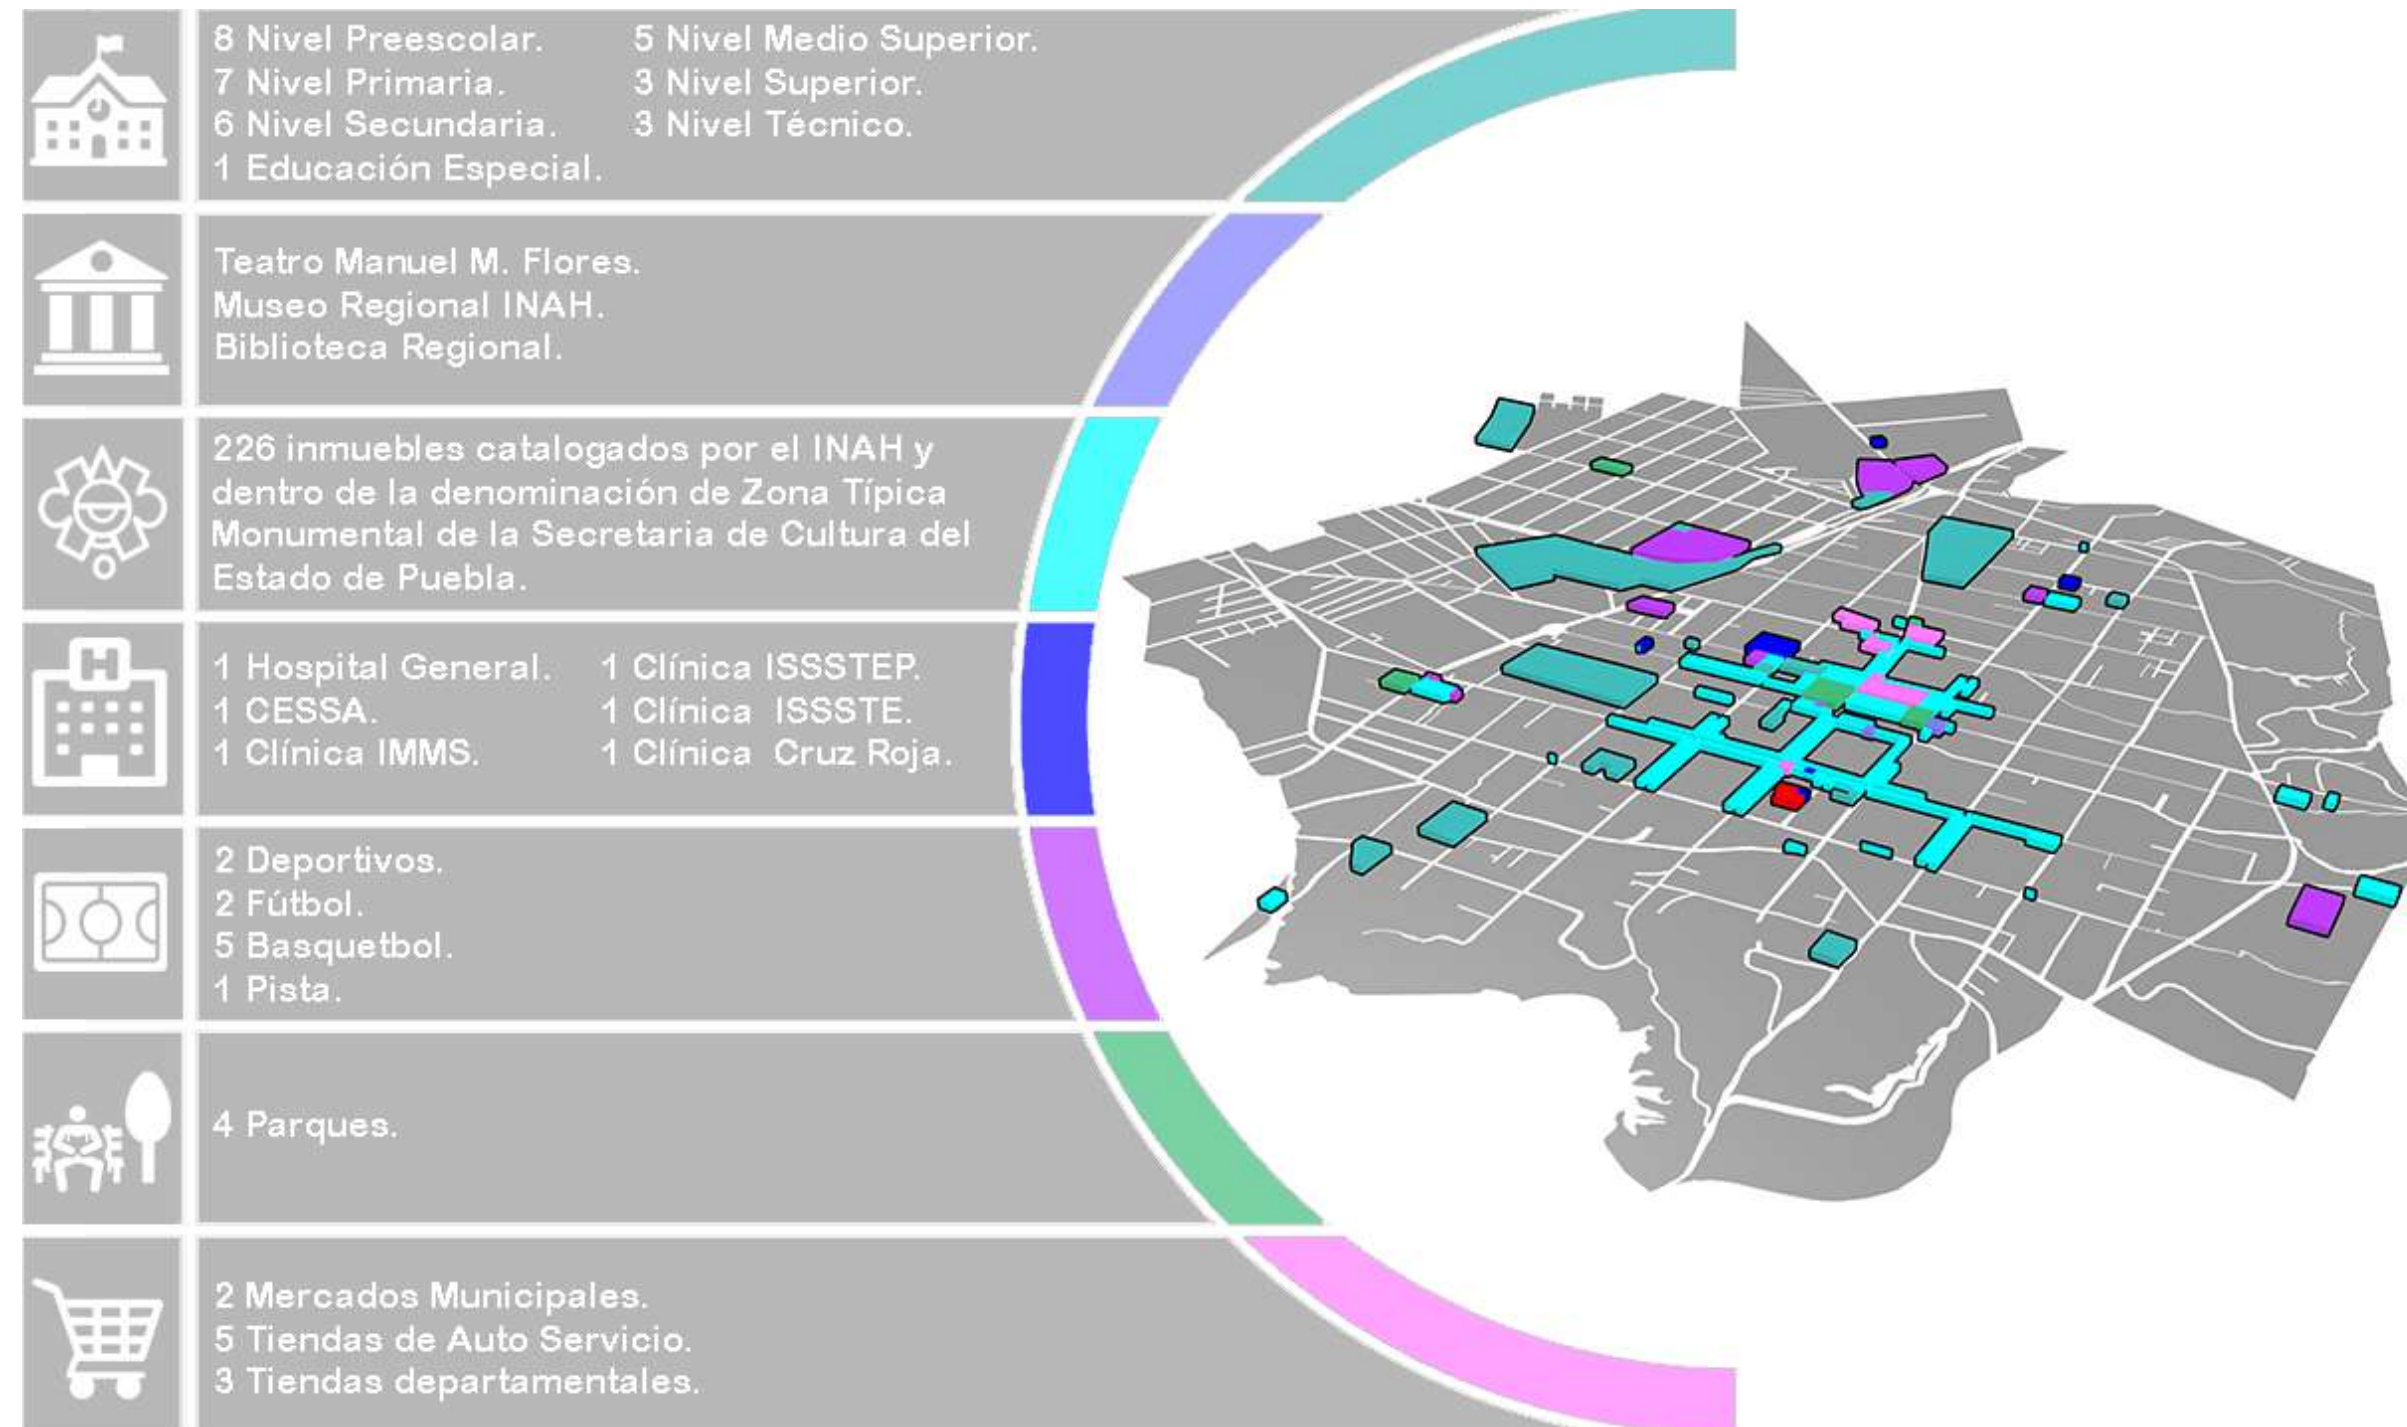 8 Nivel Preescolar.
7 Nivel Primaria.
6 Nivel Secundaria.
1 Educación Especial.
5 Nivel Medio Superior.
3 Nivel Superior.
3 Nivel Técnico.
Teatro Manuel M. Flores.
Museo Regional INAH.
Biblioteca Regional.
226 inmuebles catalogados por el INAH y
dentro de la denominación de Zona Típica
Monumental de la Secretaria de Cultura del
Estado de Puebla.
H
1 Hospital General.
1 CESSA.
1 Clínica IMMS.
1 Clínica ISSSTEP.
1 Clínica ISSSTE.
1 Clínica Cruz Roja.
2 Deportivos.
2 Fútbol.
5 Basquetbol.
1 Pista.
4 Parques.
2 Mercados Municipales.
5 Tiendas de Auto Servicio.
3 Tiendas departamentales.